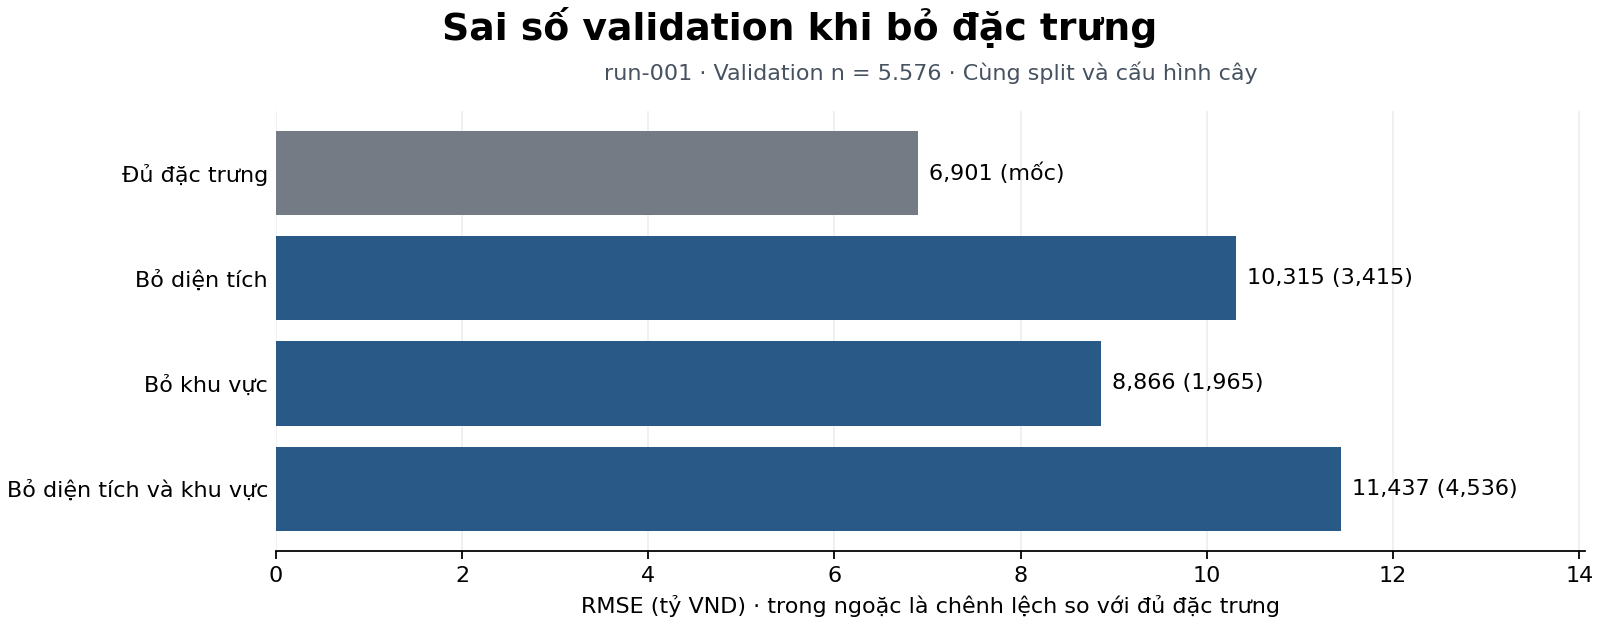 Sai số validation khi bỏ đặc trưng
run-001 · Validation n = 5.576 · Cùng split và cấu hình cây
Đủ đặc trưng
6,901 (mốc)
Bỏ diện tích
10,315 (3,415)
Bỏ khu vực
8,866 (1,965)
Bỏ diện tích và khu vực
11,437 (4,536)
0 2 4 6 8 10 12 14
RMSE (tỷ VND) · trong ngoặc là chênh lệch so với đủ đặc trưng